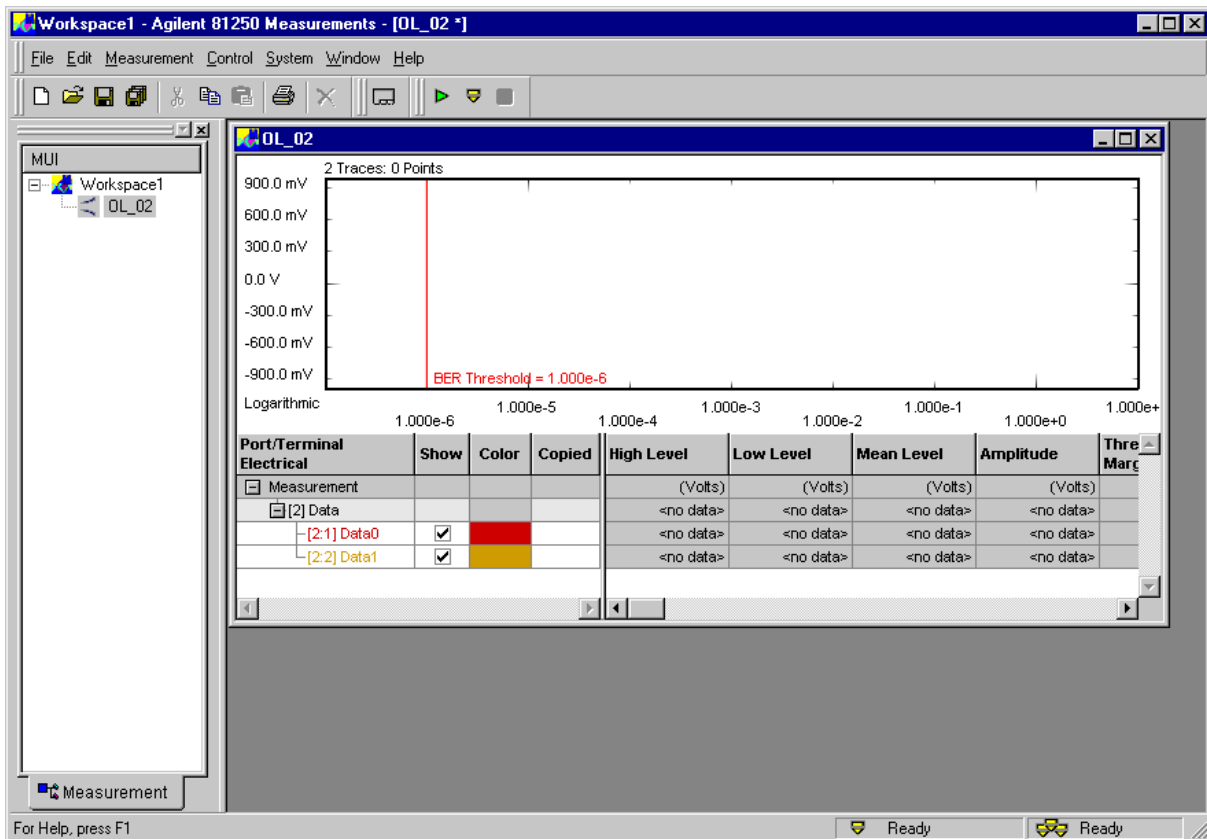 Workspace1 - Agilent 81250 Measurements - [OL_02 *]
File Edit Measurement Control System Window Help
MUI
Workspace1
OL_02
Measurement
OL_02
2 Traces: 0 Points
900.0 mV
600.0 mV
300.0 mV
0.0 V
-300.0 mV
-600.0 mV
-900.0 mV
BER Threshold = 1.000e-6
Logarithmic
1.000e-6 1.000e-5 1.000e-4 1.000e-3 1.000e-2 1.000e-1 1.000e+0 1.000e+
Port/Terminal Electrical Show Color Copied High Level Low Level Mean Level Amplitude Thre Marg
Measurement (Volts) (Volts) (Volts) (Volts)
[2] Data <no data> <no data> <no data> <no data>
[2:1] Data0 <no data> <no data> <no data> <no data>
[2:2] Data1 <no data> <no data> <no data> <no data>
For Help, press F1 Ready Ready